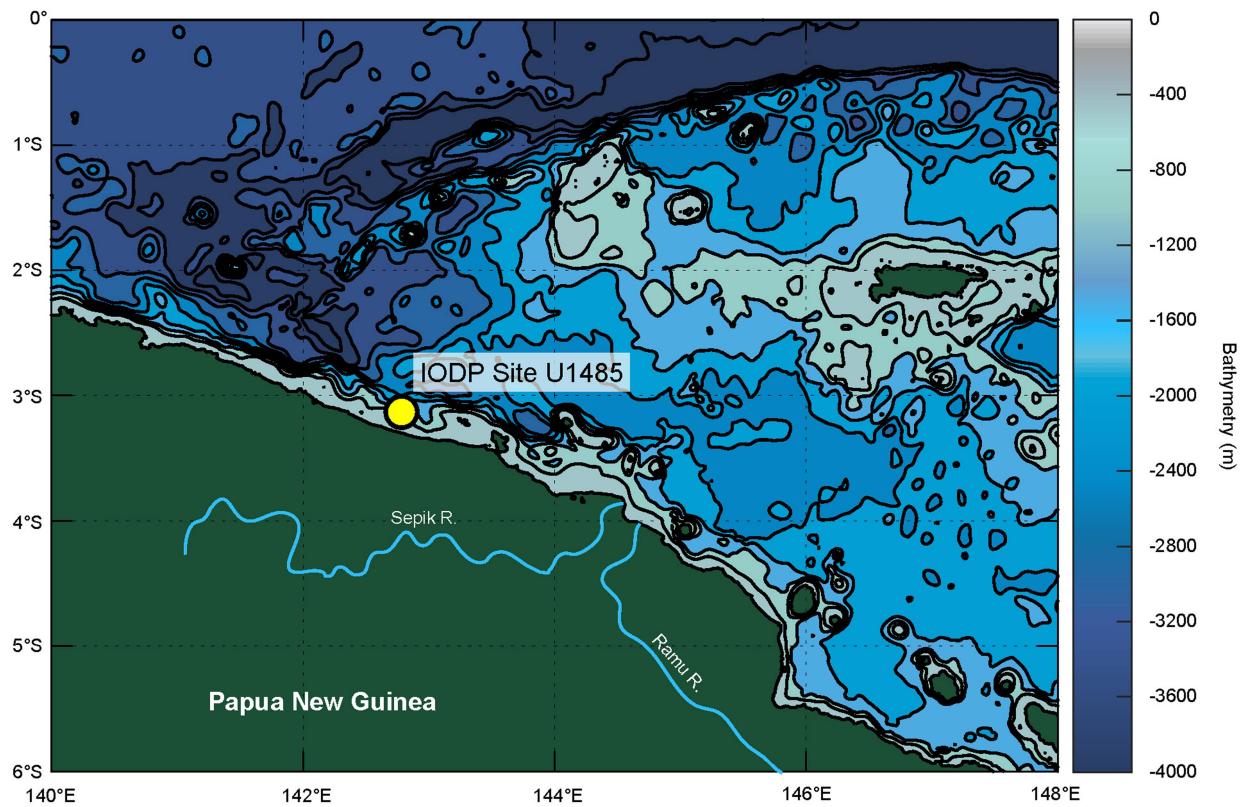 0°
1°S
2°S
3°S
4°S
5°S
6°S
140°E
142°E
144°E
146°E
148°E
IODP Site U1485
Sepik R.
Ramu R.
Papua New Guinea
0
-400
-800
-1200
-1600
-2000
-2400
-2800
-3200
-3600
-4000
Bathymetry (m)